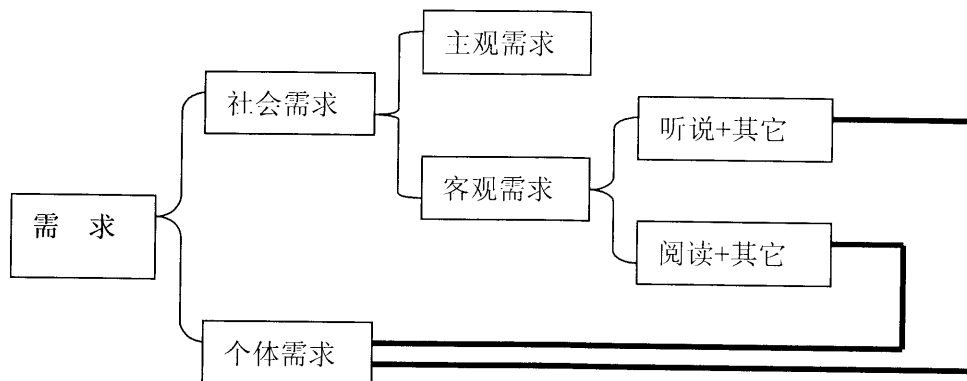 主观需求
社会需求
听说+其它
客观需求
需 求
阅读+其它
个体需求